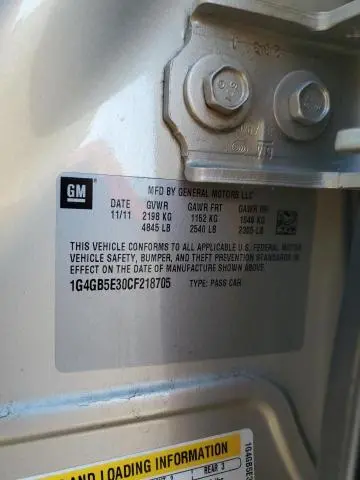 GM
MFD BY GENERAL MOTORS LLC
DATE GVWR GAWR FRT GAWR RR
11/11 2198 KG 1152 KG 1046 KG
4845 LB 2540 LB 2305 LB
THIS VEHICLE CONFORMS TO ALL APPLICABLE U.S. FEDERAL MOTOR
VEHICLE SAFETY, BUMPER, AND THEFT PREVENTION STANDARDS IN
EFFECT ON THE DATE OF MANUFACTURE SHOWN ABOVE.
1G4GB5E30CF218705 TYPE: PASS CAR
AND LOADING INFORMATION
2 REAR 3
1G4GB5E